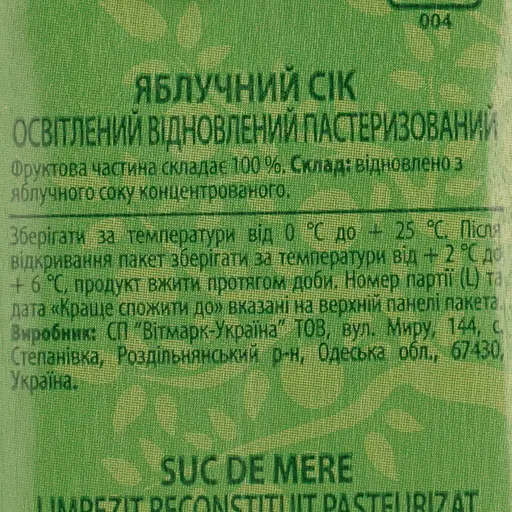 004
ЯБЛУЧНИЙ СІК
ОСВІТЛЕНИЙ ВІДНОВЛЕНИЙ ПАСТЕРИЗОВАНИЙ
Фруктова частина складає 100 %. Склад: відновлено з
яблучного соку концентрованого.
Зберігати за температури від 0 °С до + 25 °С. Після
відкривання пакет зберігати за температури від + 2 °С до
+ 6 °С, продукт вжити протягом доби. Номер партії (L) та
дата «Краще спожити до» вказані на верхній панелі пакета.
Виробник: СП "Вітмарк-Україна" ТОВ, вул. Миру, 144, с.
Степанівка, Роздільнянський р-н, Одеська обл., 67430,
Україна.
SUC DE MERE
LIMPEZIT RECONSTITUIT PASTEURIZAT